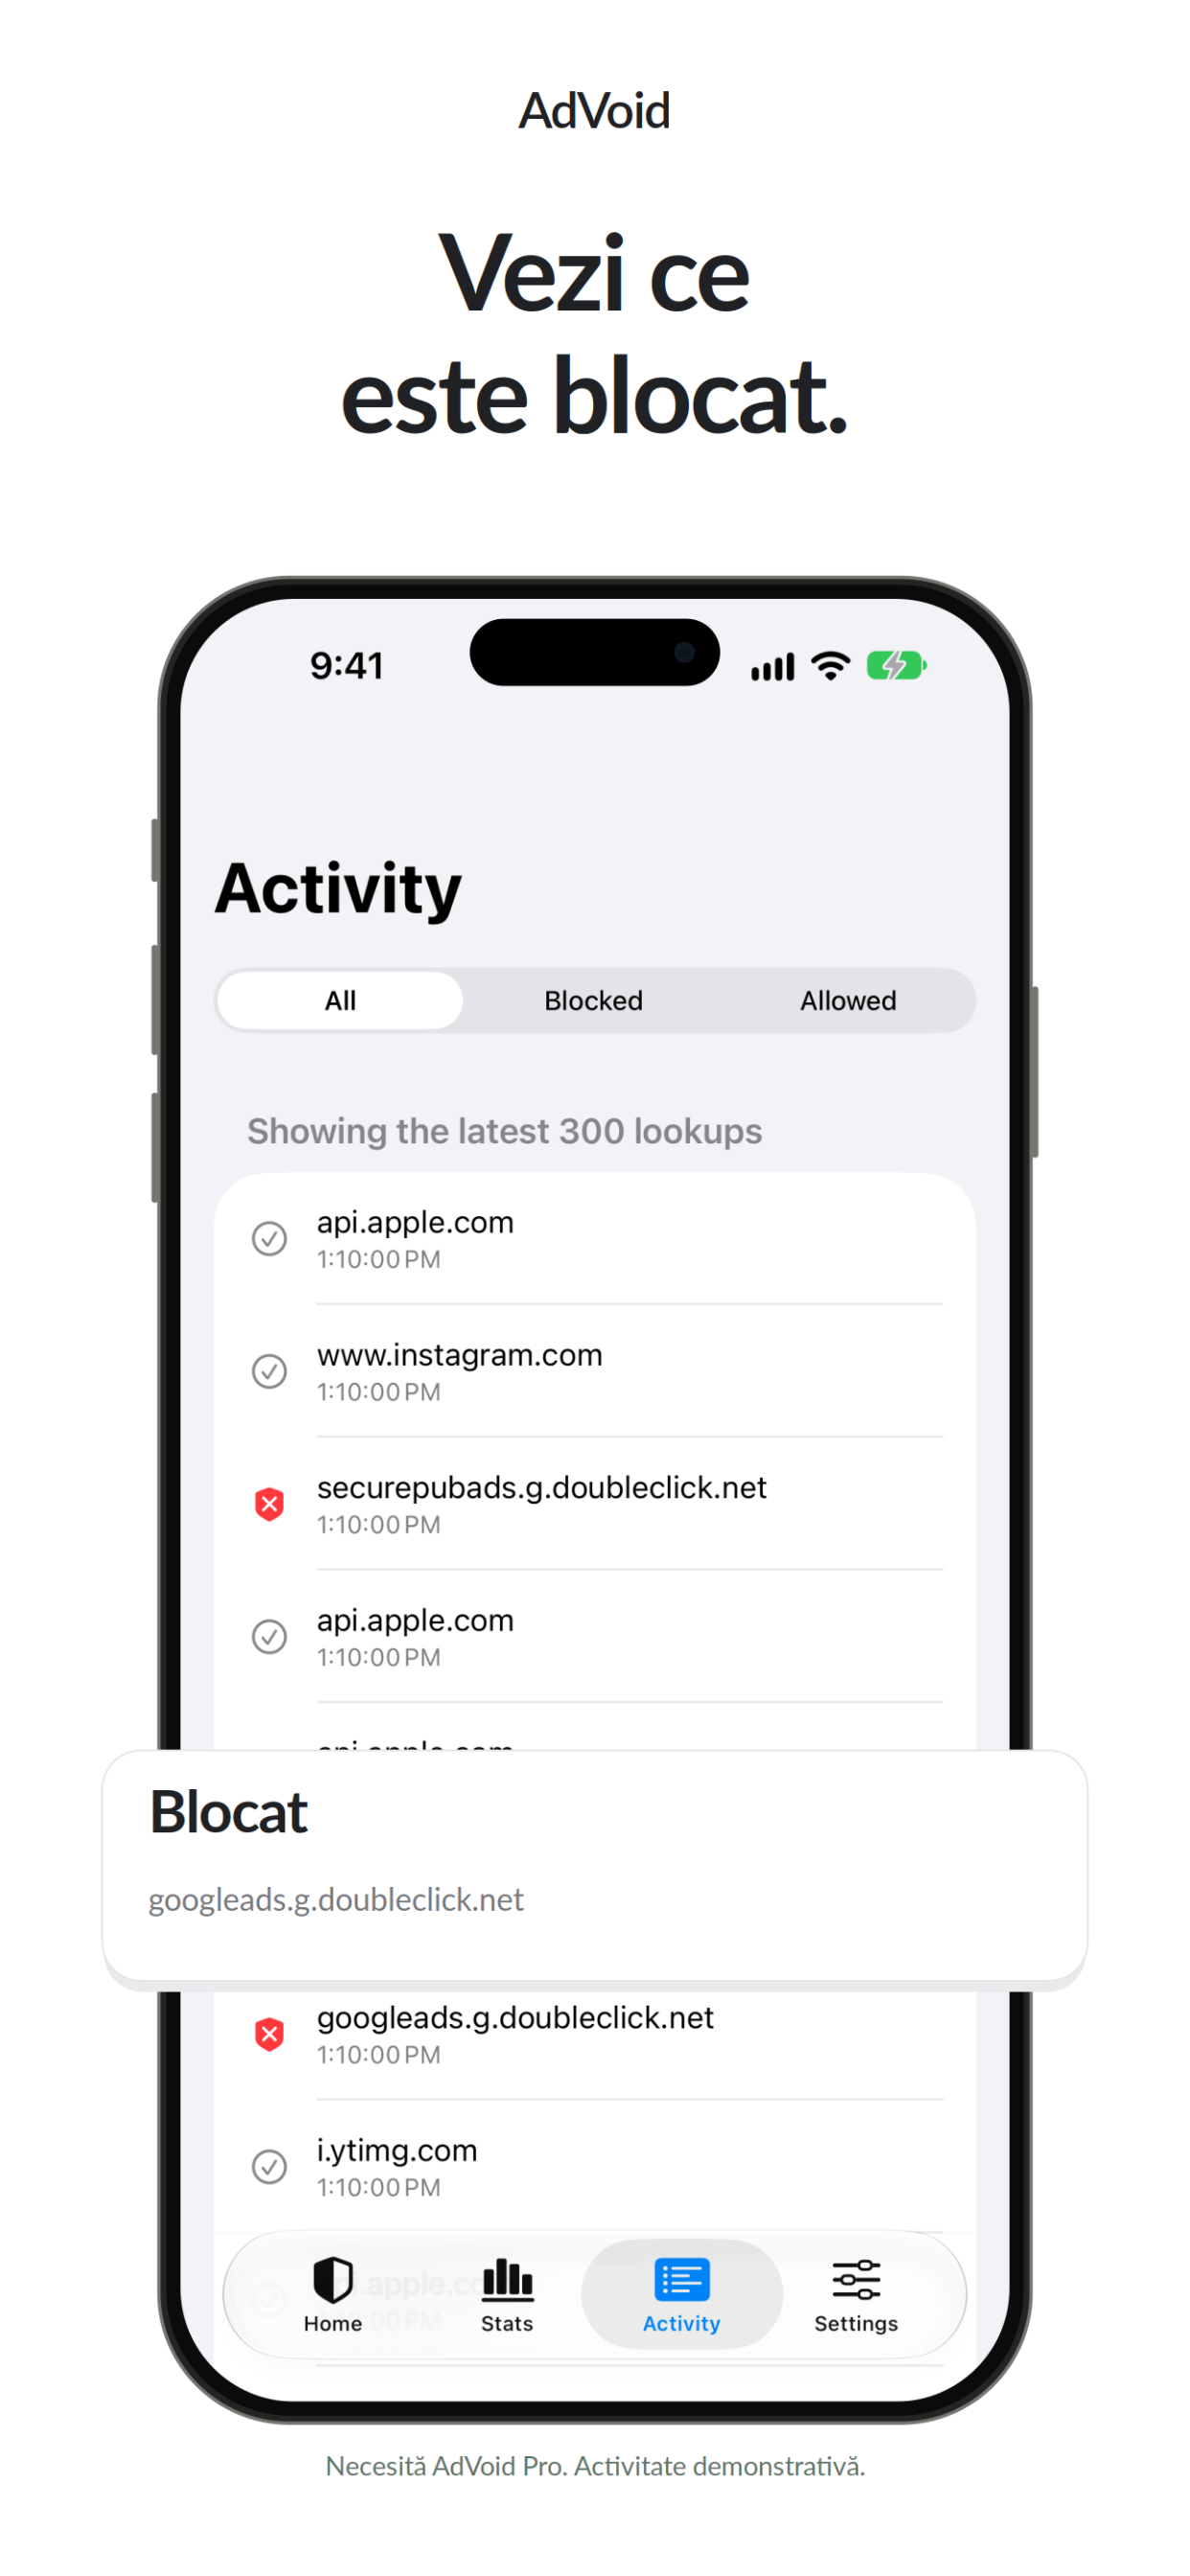 AdVoid
Vezi ce
este blocat.
9:41
Activity
All
Blocked
Allowed
Showing the latest 300 lookups
api.apple.com
1:10:00 PM
www.instagram.com
1:10:00 PM
securepubads.g.doubleclick.net
1:10:00 PM
api.apple.com
1:10:00 PM
Blocat
googleads.g.doubleclick.net
googleads.g.doubleclick.net
1:10:00 PM
i.ytimg.com
1:10:00 PM
Home
Stats
Activity
Settings
Necesită AdVoid Pro. Activitate demonstrativă.